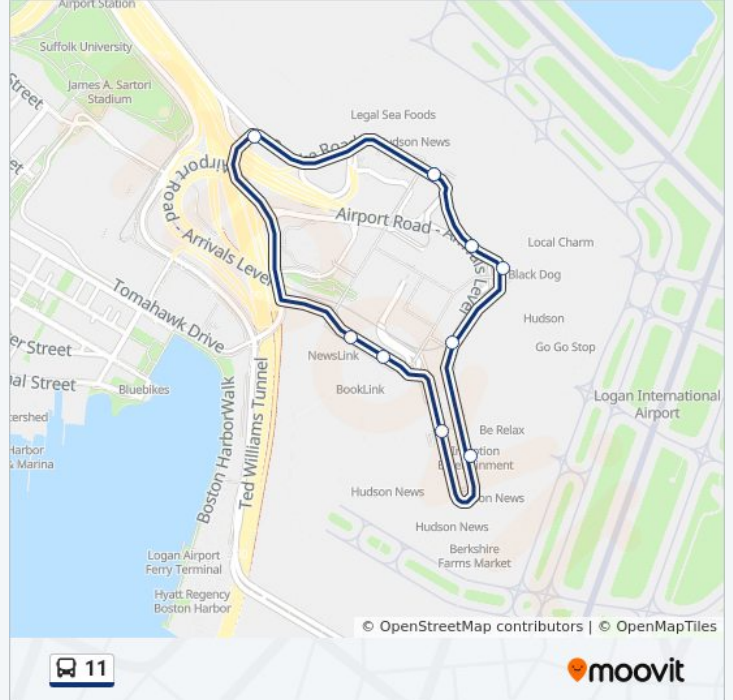 Airport Station
Suffolk University
James A. Sartori
Stadium
Street
Legal Sea Foods
Hudson News
Airport Road - Arrivals Level
Airport Road - Arrivals Level
Local Charm
Black Dog
Tomahawk Drive
Hudson
Go Go Stop
Street
Street
NewsLink
Bluebikes
BookLink
Logan International
Airport
Boston HarborWalk
Ted Williams Tunnel
Be Relax
Harbor
& Marina
Hudson News
Hudson News
Berkshire
Farms Market
Logan Airport
Ferry Terminal
Hyatt Regency
Boston Harbor
© OpenStreetMap contributors | © OpenMapTiles
11
moovit